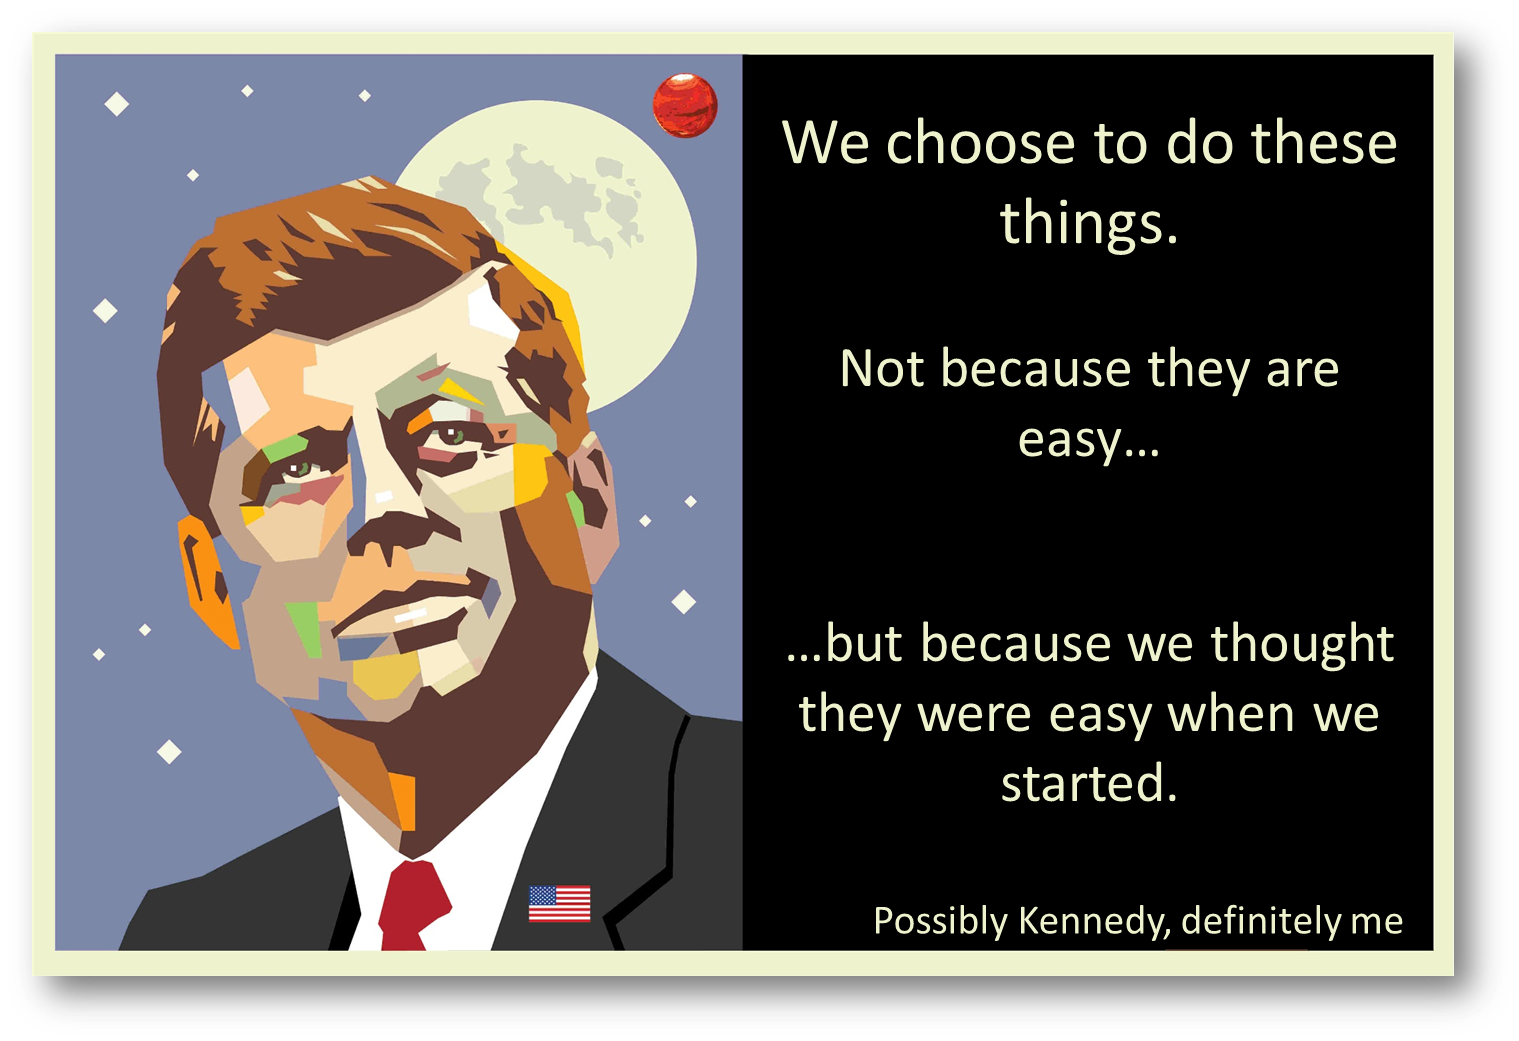 We choose to do these
things.
Not because they are
easy…
…but because we thought
they were easy when we
started.
Possibly Kennedy, definitely me